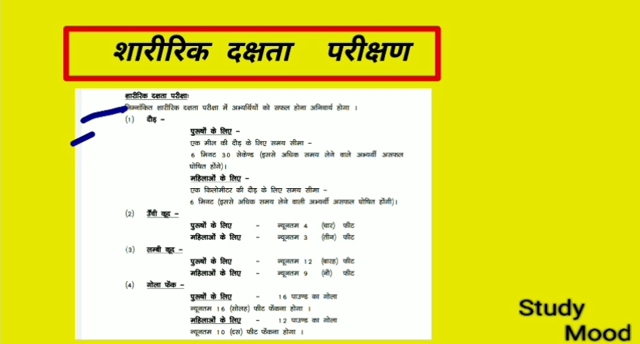 शारीरिक दक्षता परीक्षण
शारीरिक दक्षता परीक्षाः
निम्नांकित शारीरिक दक्षता परीक्षा में अभ्यर्थियों को सफल होना अनिवार्य होगा ।
(1) दौड़ –
पुरूषों के लिए –
एक मील की दौड़ के लिए समय सीमा –
6 मिनट 30 सेकेण्ड (इससे अधिक समय लेने वाले अभ्यर्थी असफल
घोषित होंगे)।
महिलाओं के लिए –
एक किलोमीटर की दौड़ के लिए समय सीमा –
6 मिनट (इससे अधिक समय लेने वाली अभ्यर्थी असफल घोषित होंगी)।
(2) ऊँची कूद –
पुरूषों के लिए – न्यूनतम 4 (चार) फीट
महिलाओं के लिए – न्यूनतम 3 (तीन) फीट
(3) लम्बी कूद –
पुरूषों के लिए – न्यूनतम 12 (बारह) फीट
महिलाओं के लिए – न्यूनतम 9 (नौ) फीट
(4) गोला फेंक –
पुरूषों के लिए – 16 पाउण्ड का गोला
न्यूनतम 16 (सोलह) फीट फेंकना होगा ।
महिलाओं के लिए – 12 पाउण्ड का गोला
न्यूनतम 10 (दस) फीट फेंकना होगा ।
Study
Mood